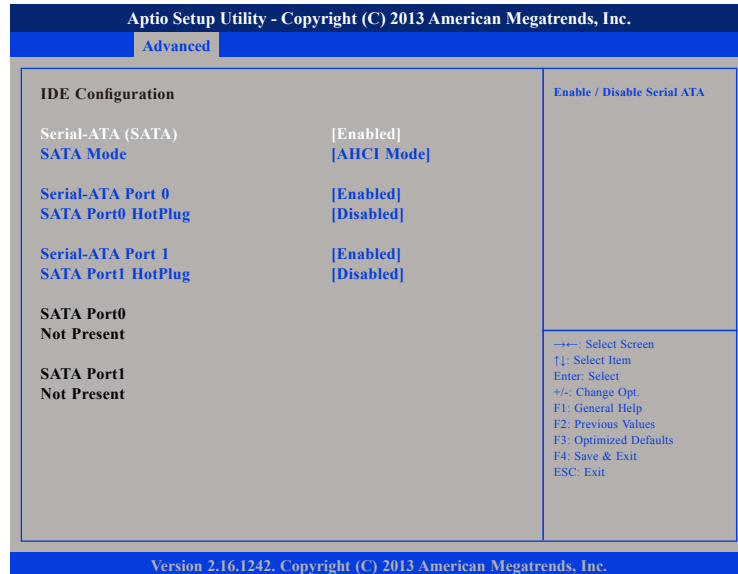 Aptio Setup Utility - Copyright (C) 2013 American Megatrends, Inc.
Advanced
IDE Configuration
Serial-ATA (SATA) [Enabled]
SATA Mode [AHCI Mode]
Serial-ATA Port 0 [Enabled]
SATA Port0 HotPlug [Disabled]
Serial-ATA Port 1 [Enabled]
SATA Port1 HotPlug [Disabled]
SATA Port0
Not Present
SATA Port1
Not Present
Enable / Disable Serial ATA
→←: Select Screen
↑↓: Select Item
Enter: Select
+/-: Change Opt.
F1: General Help
F2: Previous Values
F3: Optimized Defaults
F4: Save & Exit
ESC: Exit
Version 2.16.1242. Copyright (C) 2013 American Megatrends, Inc.